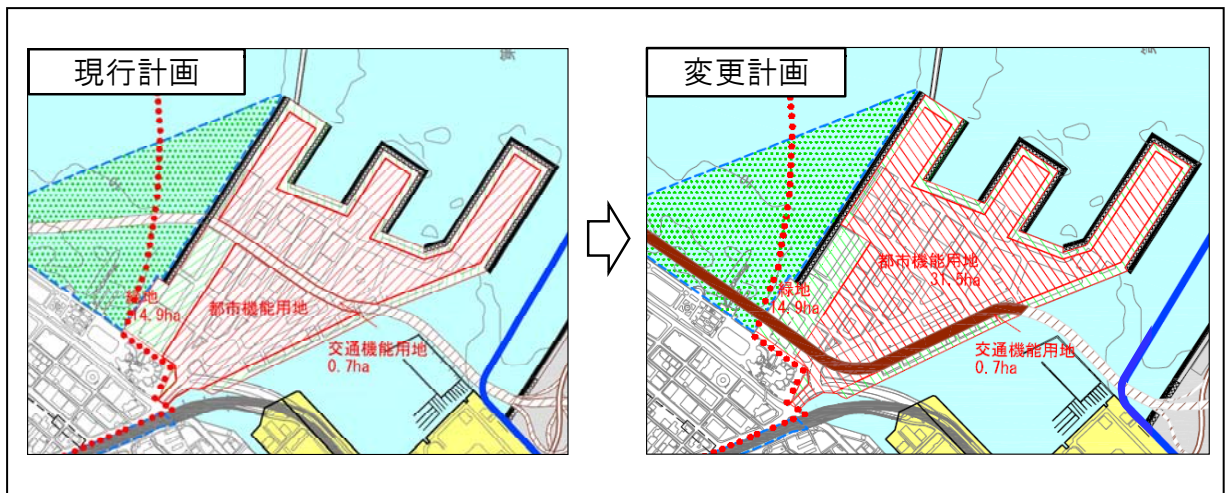 現行計画
緑地
14.9ha
都市機能用地
交通機能用地
0.7ha
変更計画
都市機能用地
31.5ha
緑地
14.9ha
交通機能用地
0.7ha